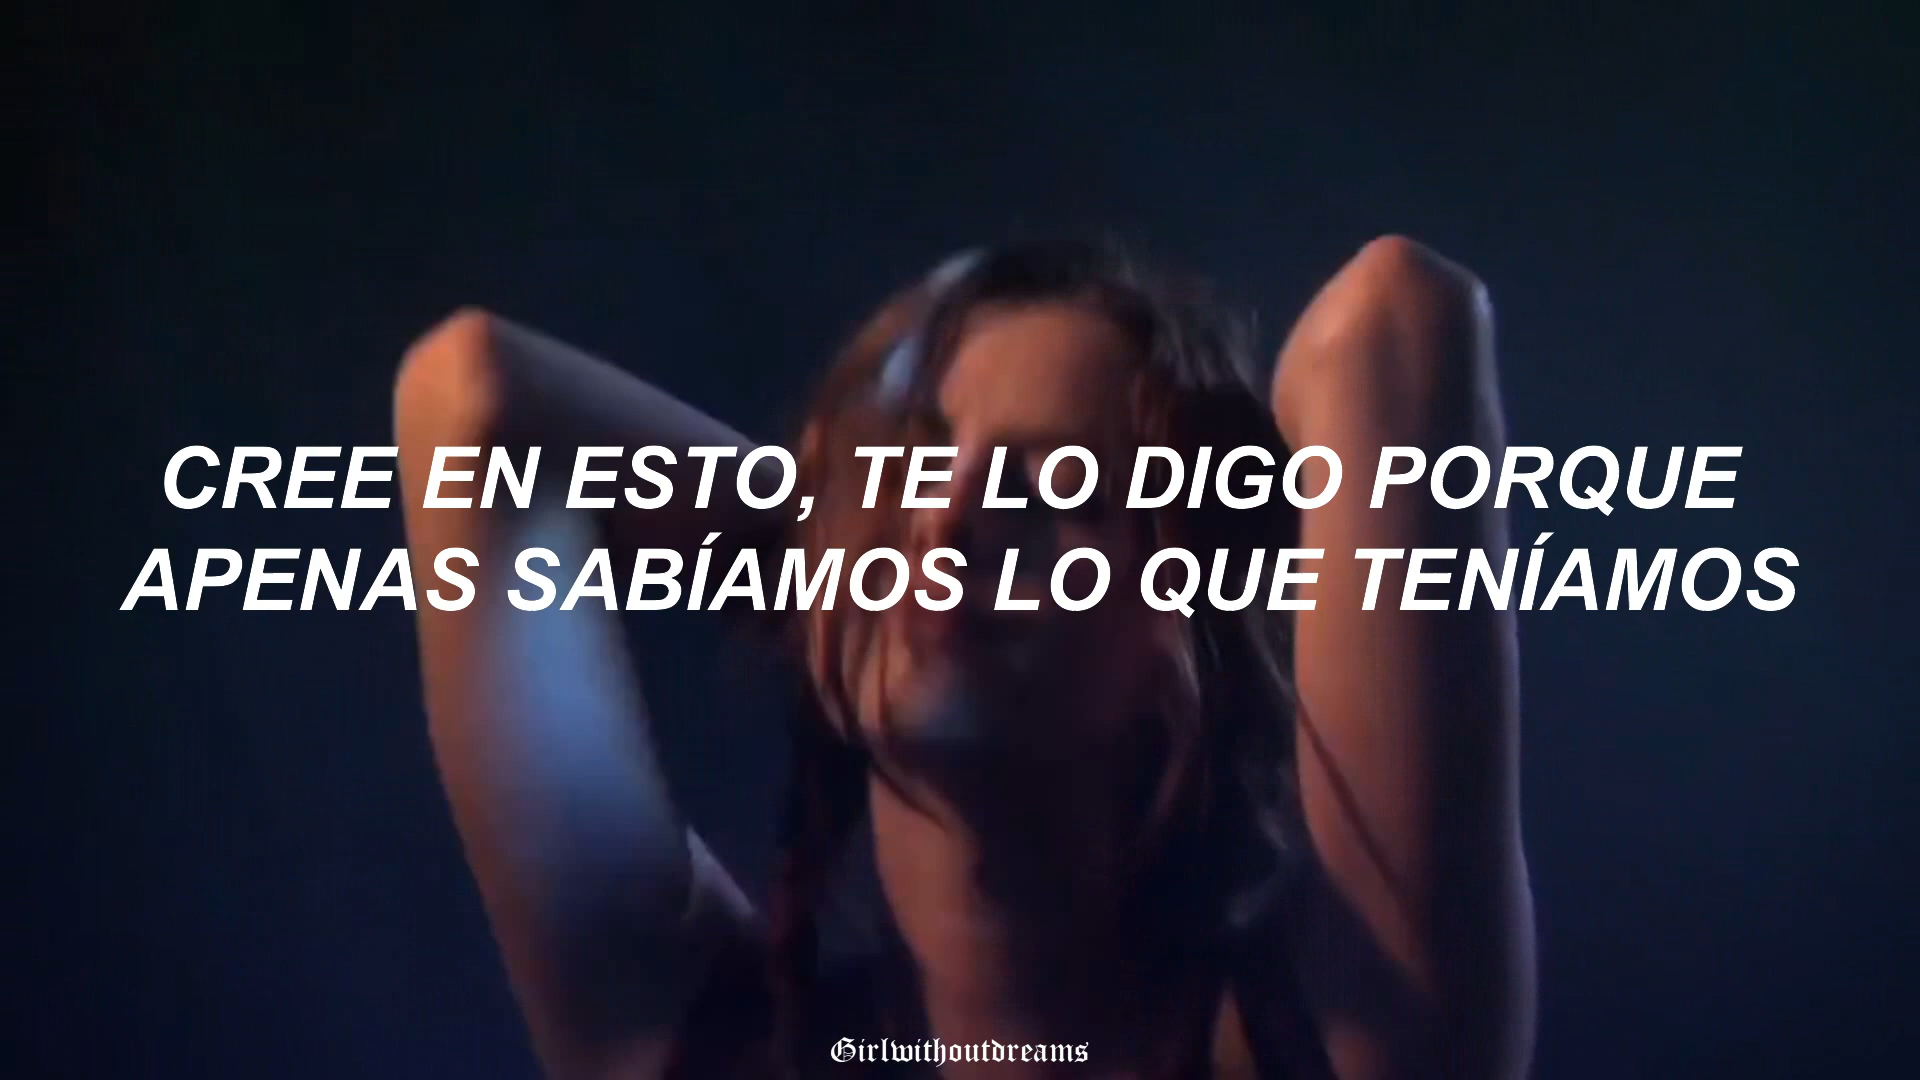 CREE EN ESTO, TE LO DIGO PORQUE
APENAS SABÍAMOS LO QUE TENÍAMOS
Girlwithoutdreams